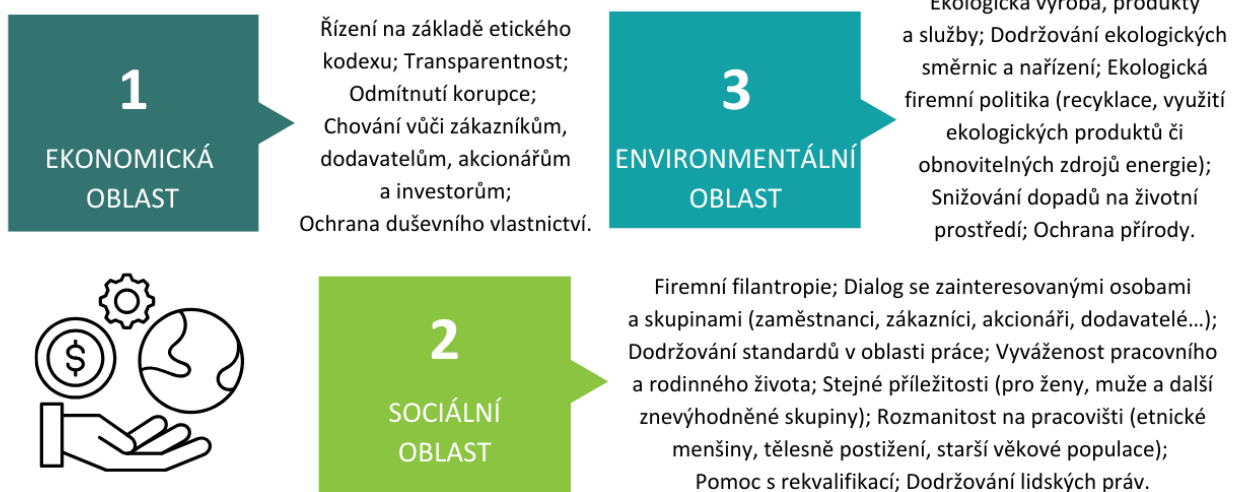 1
EKONOMICKÁ
OBLAST
Řízení na základě etického
kodexu; Transparentnost;
Odmítnutí korupce;
Chování vůči zákazníkům,
dodavatelům, akcionářům
a investorům;
Ochrana duševního vlastnictví.
3
ENVIRONMENTÁLNÍ
OBLAST
Ekologická výroba, produkty
a služby; Dodržování ekologických
směrnic a nařízení; Ekologická
firemní politika (recyklace, využití
ekologických produktů či
obnovitelných zdrojů energie);
Snižování dopadů na životní
prostředí; Ochrana přírody.
$
2
SOCIÁLNÍ
OBLAST
Firemní filantropie; Dialog se zainteresovanými osobami
a skupinami (zaměstnanci, zákazníci, akcionáři, dodavatelé…);
Dodržování standardů v oblasti práce; Vyváženost pracovního
a rodinného života; Stejné příležitosti (pro ženy, muže a další
znevýhodněné skupiny); Rozmanitost na pracovišti (etnické
menšiny, tělesně postižení, starší věkové populace);
Pomoc s rekvalifikací; Dodržování lidských práv.